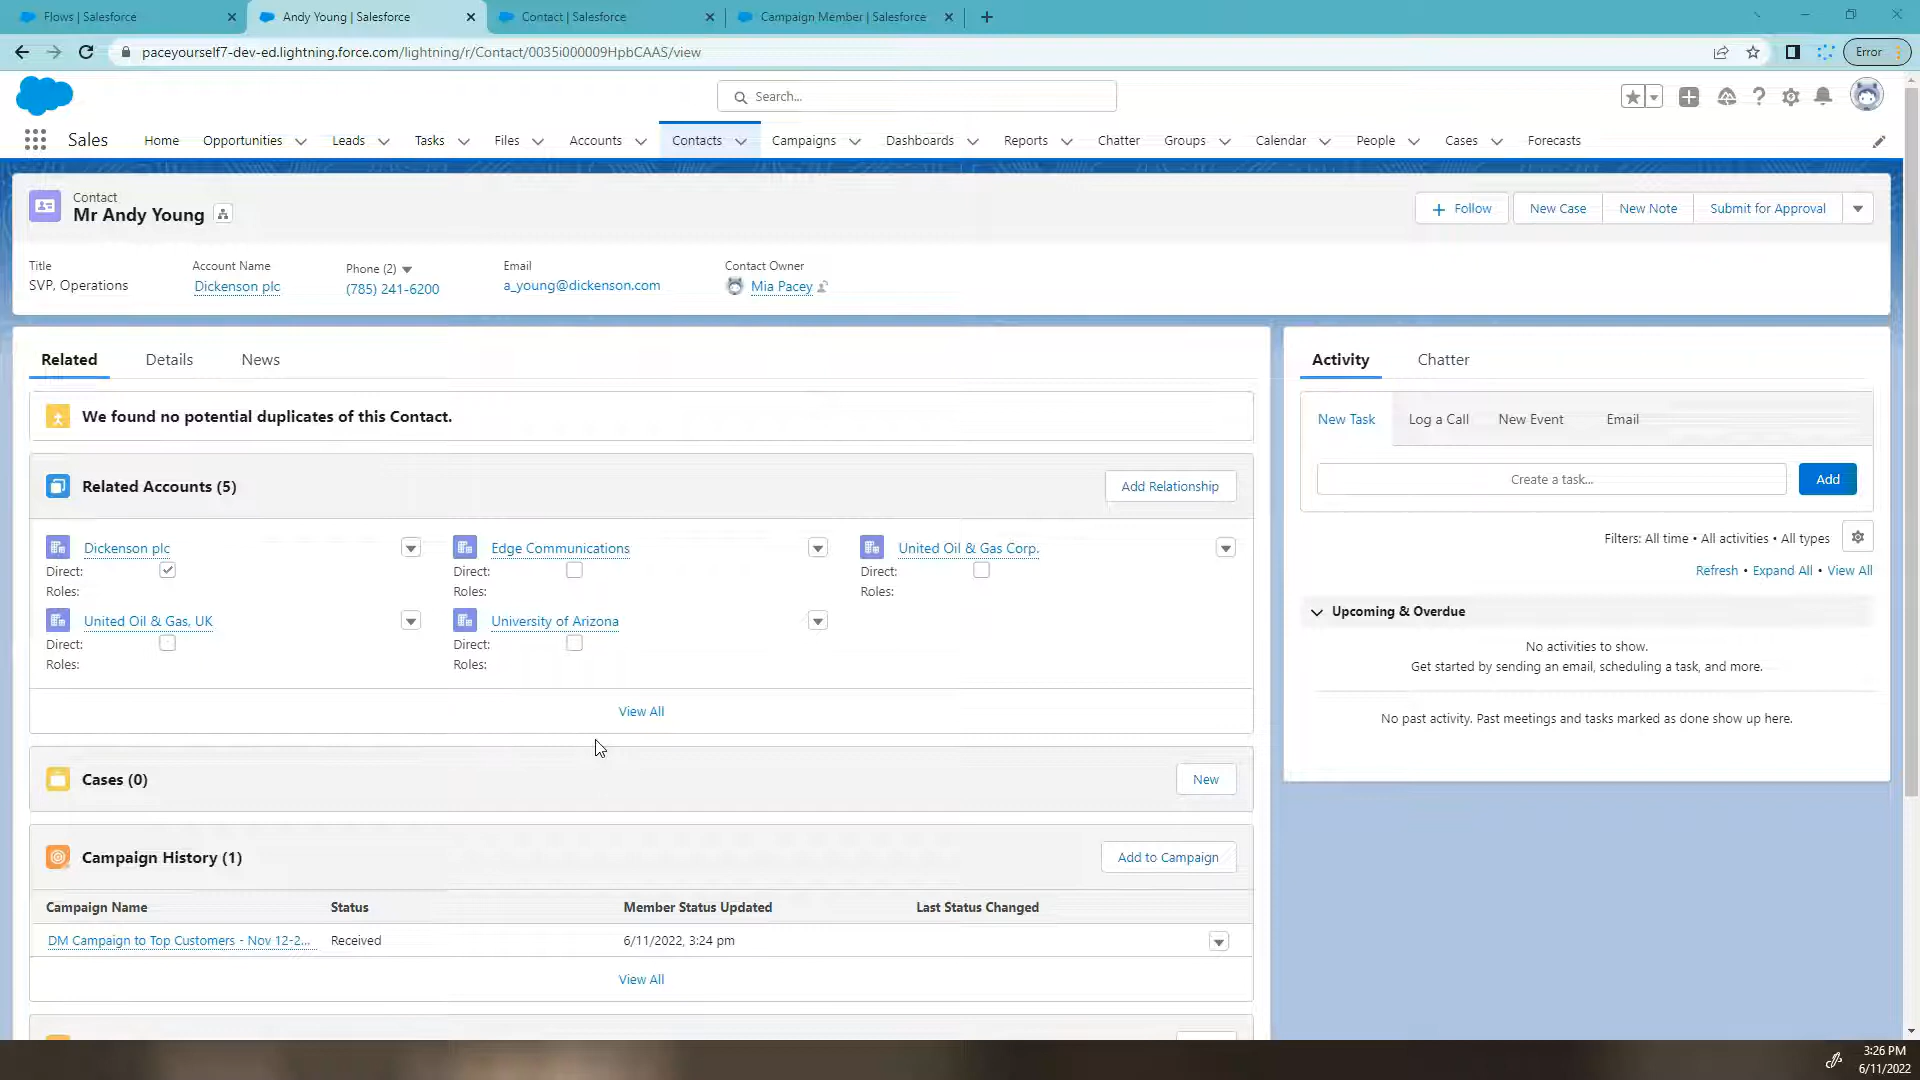 Flows | Salesforce
Andy Young | Salesforce
Contact | Salesforce
Campaign Member | Salesforce
paceyourself7-dev-ed.lightning.force.com/lightning/r/Contact/0035i000009HpbCAAS/view
Error
Search...
Sales
Home
Opportunities
Leads
Tasks
Files
Accounts
Contacts
Campaigns
Dashboards
Reports
Chatter
Groups
Calendar
People
Cases
Forecasts
Contact
Mr Andy Young
Follow
New Case
New Note
Submit for Approval
Title
SVP, Operations
Account Name
Dickenson plc
Phone (2)
(785) 241-6200
Email
a_young@dickenson.com
Contact Owner
Mia Pacey
Related
Details
News
We found no potential duplicates of this Contact.
Related Accounts (5)
Add Relationship
Dickenson plc
Direct:
Roles:
Edge Communications
Direct:
Roles:
United Oil & Gas Corp.
Direct:
Roles:
United Oil & Gas, UK
Direct:
Roles:
University of Arizona
Direct:
Roles:
View All
Cases (0)
New
Campaign History (1)
Add to Campaign
Campaign Name
Status
Member Status Updated
Last Status Changed
DM Campaign to Top Customers - Nov 12-2...
Received
6/11/2022, 3:24 pm
View All
Activity
Chatter
New Task
Log a Call
New Event
Email
Create a task...
Add
Filters: All time • All activities • All types
Refresh • Expand All • View All
Upcoming & Overdue
No activities to show.
Get started by sending an email, scheduling a task, and more.
No past activity. Past meetings and tasks marked as done show up here.
3:26 PM
6/11/2022